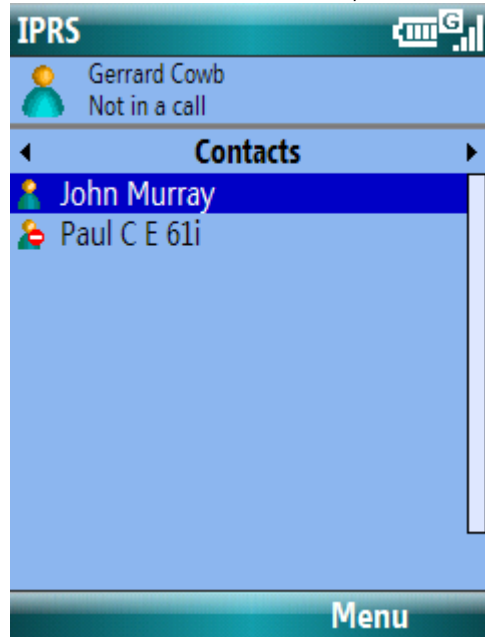 IPRS
G
Gerrard Cowb
Not in a call
Contacts
John Murray
Paul C E 61i
Menu